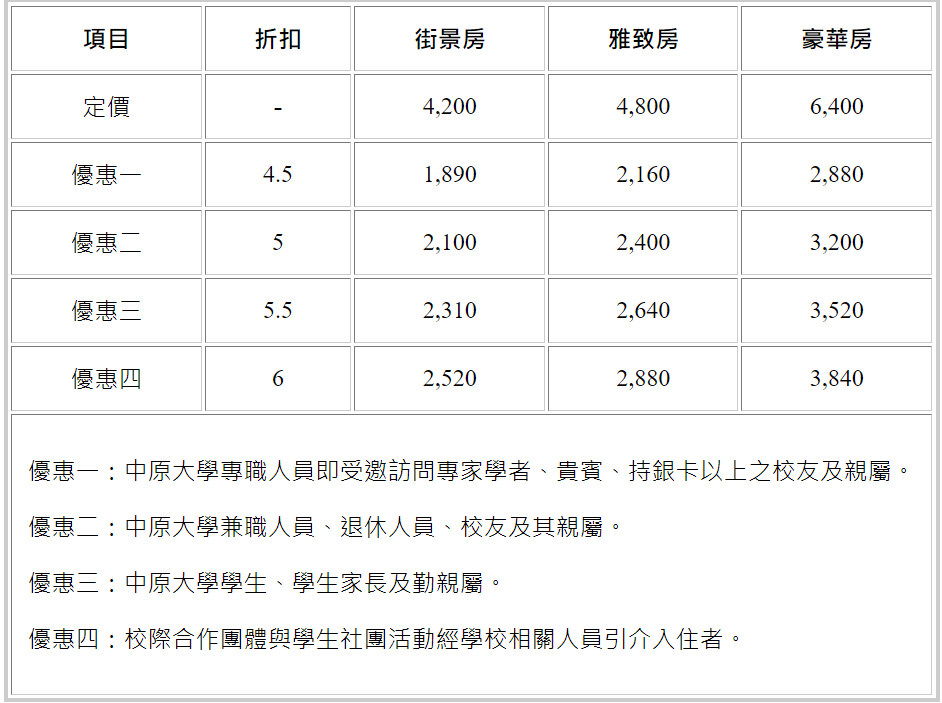 項目 折扣 街景房 雅致房 豪華房
定價 - 4,200 4,800 6,400
優惠一 4.5 1,890 2,160 2,880
優惠二 5 2,100 2,400 3,200
優惠三 5.5 2,310 2,640 3,520
優惠四 6 2,520 2,880 3,840
優惠一：中原大學專職人員即受邀訪問專家學者、貴賓、持銀卡以上之校友及親屬。
優惠二：中原大學兼職人員、退休人員、校友及其親屬。
優惠三：中原大學學生、學生家長及勤親屬。
優惠四：校際合作團體與學生社團活動經學校相關人員引介入住者。